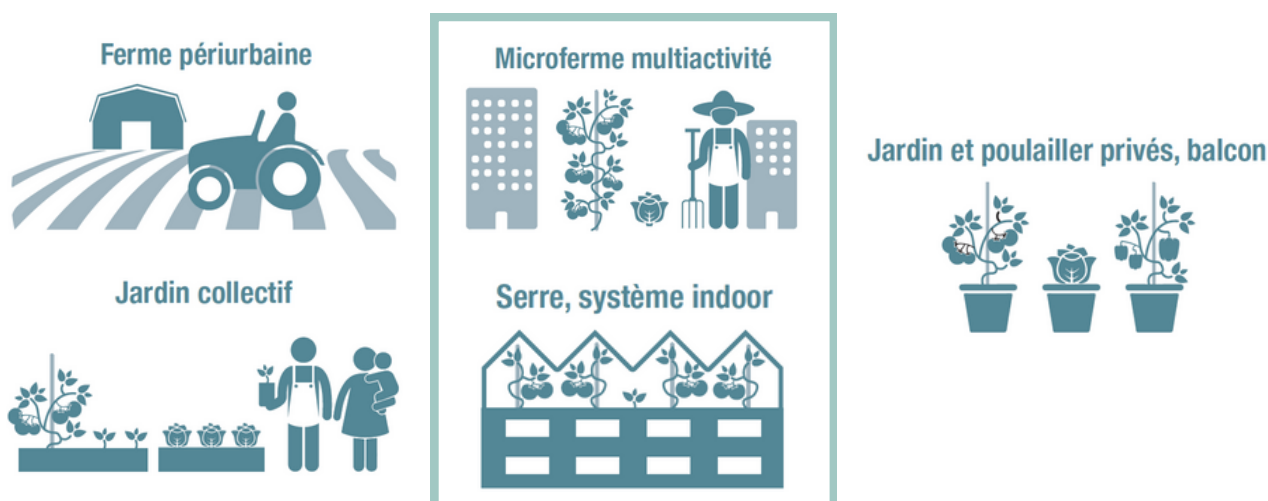 Ferme périurbaine
Microferme multiactivité
Jardin et poulailler privés, balcon
Jardin collectif
Serre, système indoor